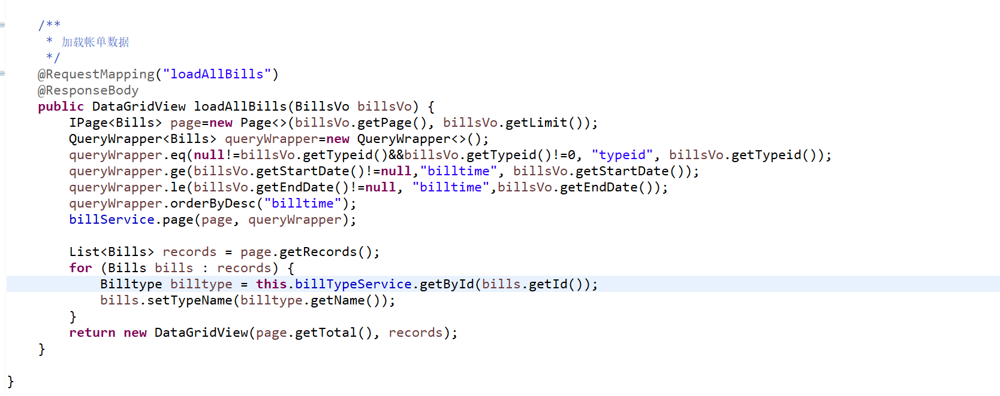 /**
* 加载帐单数据
*/
@RequestMapping("loadAllBills")
@ResponseBody
public DataGridView loadAllBills(BillsVo billsVo) {
IPage<Bills> page=new Page<>(billsVo.getPage(), billsVo.getLimit());
QueryWrapper<Bills> queryWrapper=new QueryWrapper<>();
queryWrapper.eq(null!=billsVo.getTypeid()&&billsVo.getTypeid()!=0, "typeid", billsVo.getTypeid());
queryWrapper.ge(billsVo.getStartDate()!=null,"billtime", billsVo.getStartDate());
queryWrapper.le(billsVo.getEndDate()!=null, "billtime",billsVo.getEndDate());
queryWrapper.orderByDesc("billtime");
billService.page(page, queryWrapper);
List<Bills> records = page.getRecords();
for (Bills bills : records) {
Billtype billtype = this.billTypeService.getById(bills.getId());
bills.setTypeName(billtype.getName());
}
return new DataGridView(page.getTotal(), records);
}
}